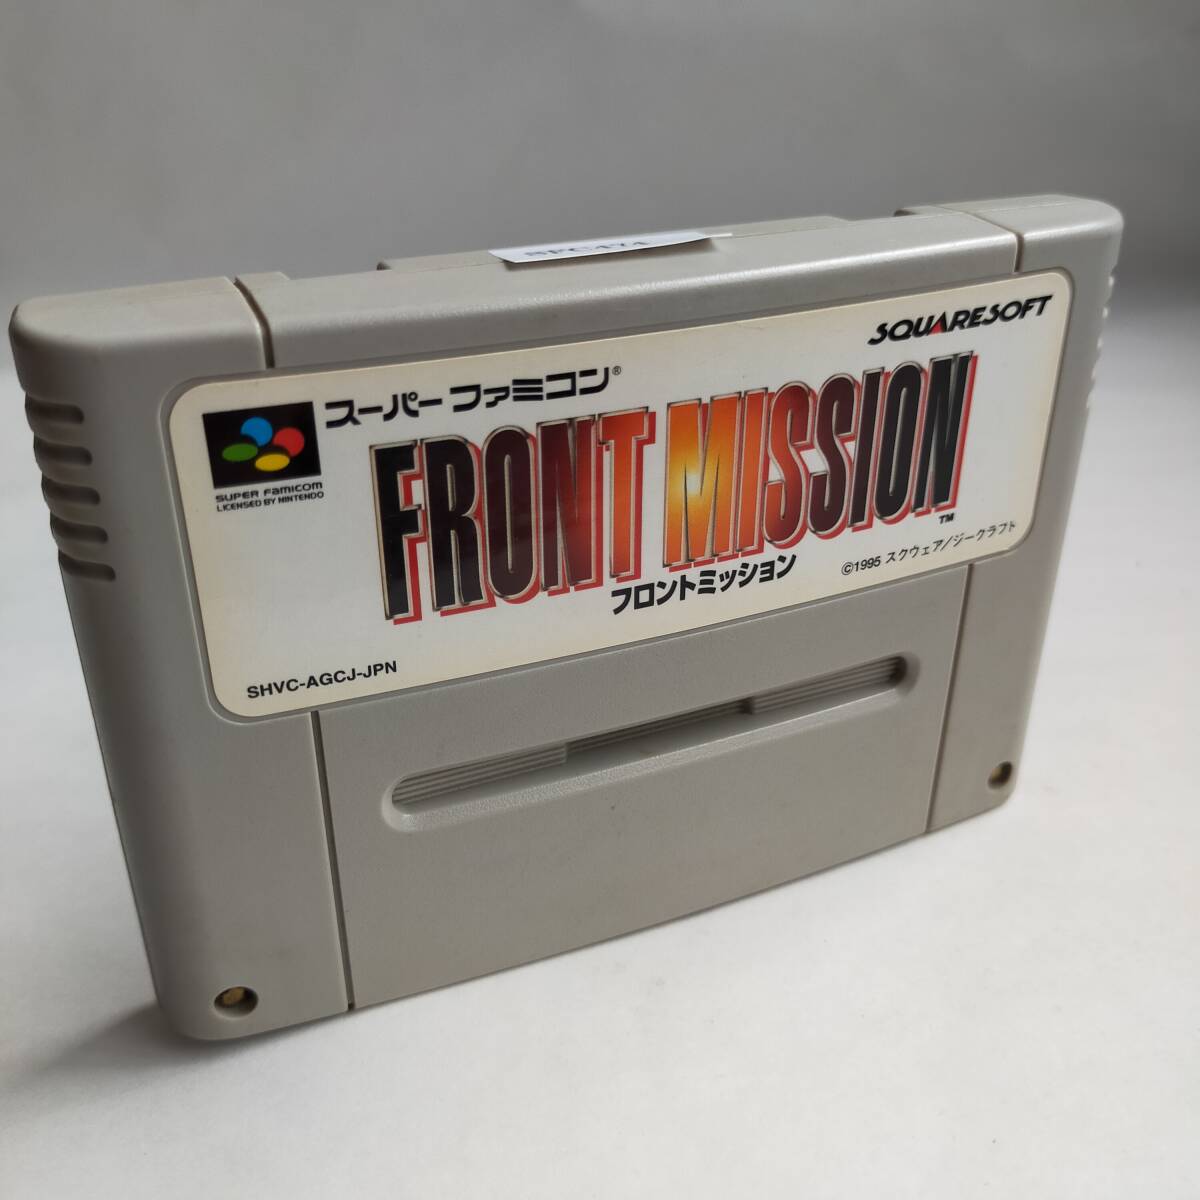 SFC474
SQUARESOFT
スーパーファミコン®
SUPER FAMICOM
LICENSED BY NINTENDO
FRONT MISSION™
フロントミッション
©1995 スクウェア/ジークラフト
SHVC-AGCJ-JPN